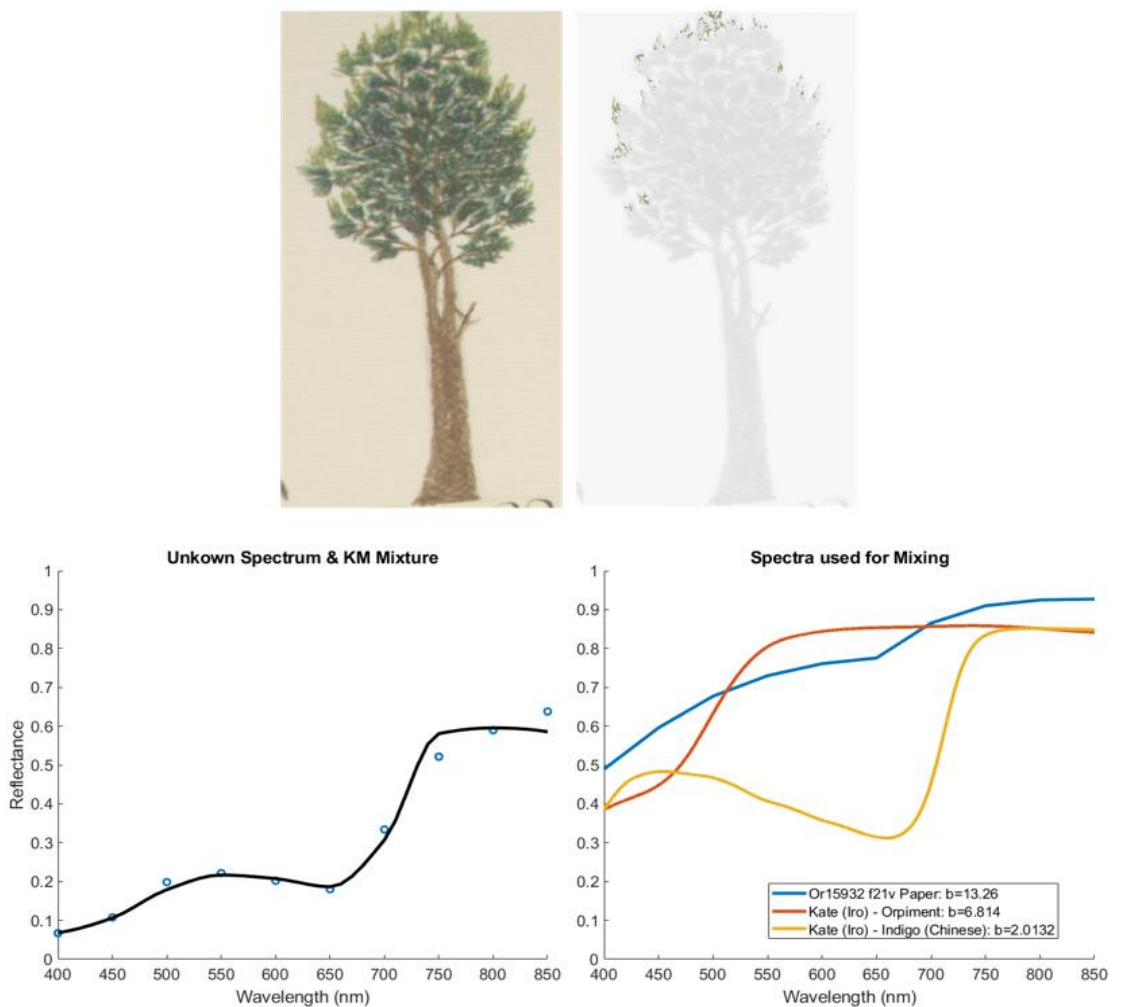 Unkown Spectrum & KM Mixture
Reflectance
1
0.9
0.8
0.7
0.6
0.5
0.4
0.3
0.2
0.1
0
400 450 500 550 600 650 700 750 800 850
Wavelength (nm)
Spectra used for Mixing
1
0.9
0.8
0.7
0.6
0.5
0.4
0.3
0.2
0.1
0
Or15932 f21v Paper: b=13.26
Kate (Iro) - Orpiment: b=6.814
Kate (Iro) - Indigo (Chinese): b=2.0132
400 450 500 550 600 650 700 750 800 850
Wavelength (nm)